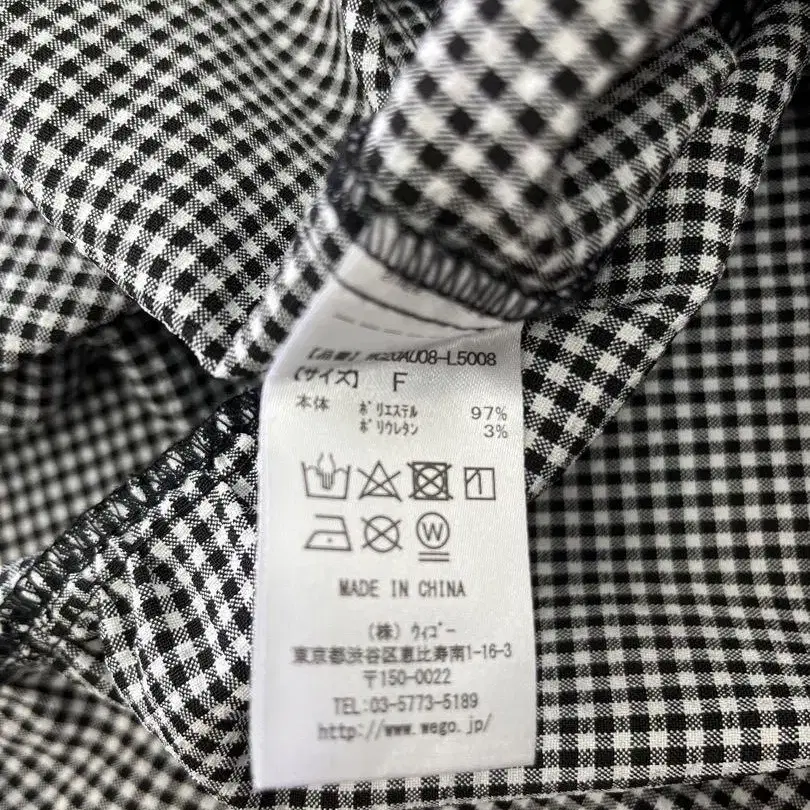 【品番】 WG20AU08-L5008
【サイズ】 F
本体 ポリエステル 97%
ポリウレタン 3%
W
MADE IN CHINA
(株) ウィゴー
東京都渋谷区恵比寿南1-16-3
〒150-0022
TEL:03-5773-5189
http://www.wego.jp/